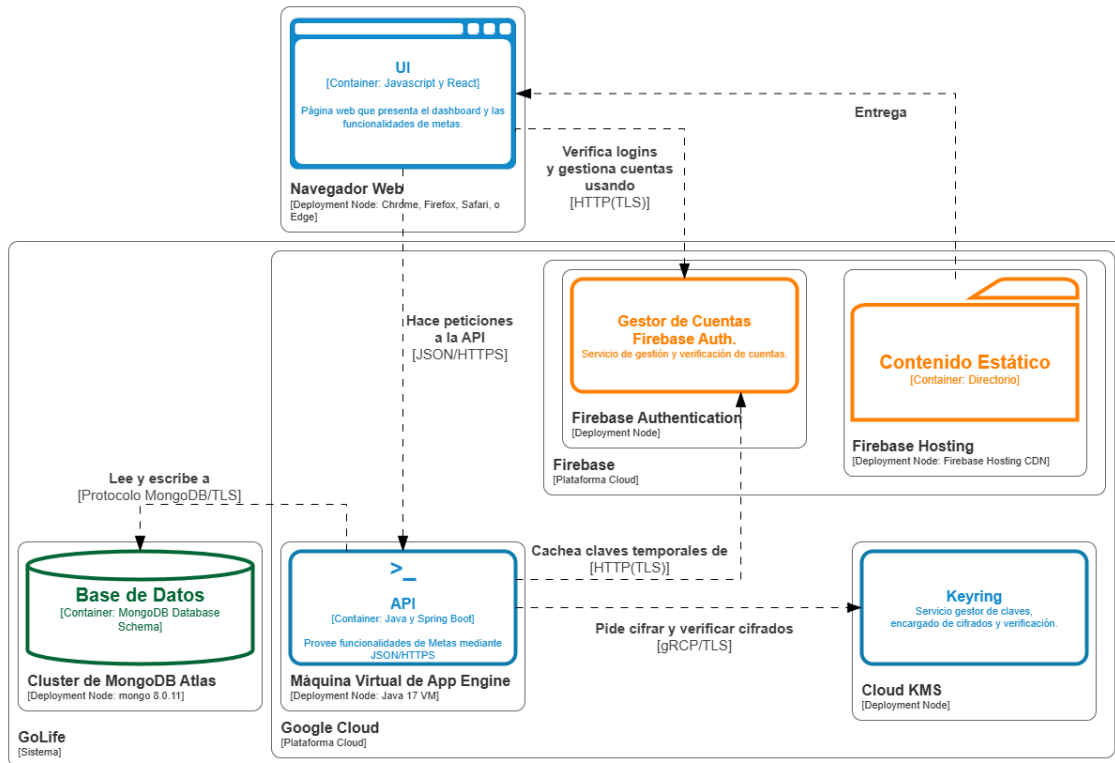 UI
[Container: Javascript y React]
Página web que presenta el dashboard y las
funcionalidades de metas.
Navegador Web
[Deployment Node: Chrome, Firefox, Safari, o
Edge]
Entrega
Verifica logins
y gestiona cuentas
usando
[HTTP(TLS)]
Hace peticiones
a la API
[JSON/HTTPS]
Gestor de Cuentas
Firebase Auth.
Servicio de gestión y verificación de cuentas.
Firebase Authentication
[Deployment Node]
Contenido Estático
[Container: Directorio]
Firebase Hosting
[Deployment Node: Firebase Hosting CDN]
Firebase
[Plataforma Cloud]
Lee y escribe a
[Protocolo MongoDB/TLS]
Cachea claves temporales de
[HTTP(TLS)]
Base de Datos
[Container: MongoDB Database
Schema]
Cluster de MongoDB Atlas
[Deployment Node: mongo 8.0.11]
>_
API
[Container: Java y Spring Boot]
Provee funcionalidades de Metas mediante
JSON/HTTPS
Máquina Virtual de App Engine
[Deployment Node: Java 17 VM]
Pide cifrar y verificar cifrados
[gRCP/TLS]
Keyring
Servicio gestor de claves,
encargado de cifrados y verificación.
Cloud KMS
[Deployment Node]
Google Cloud
[Plataforma Cloud]
GoLife
[Sistema]